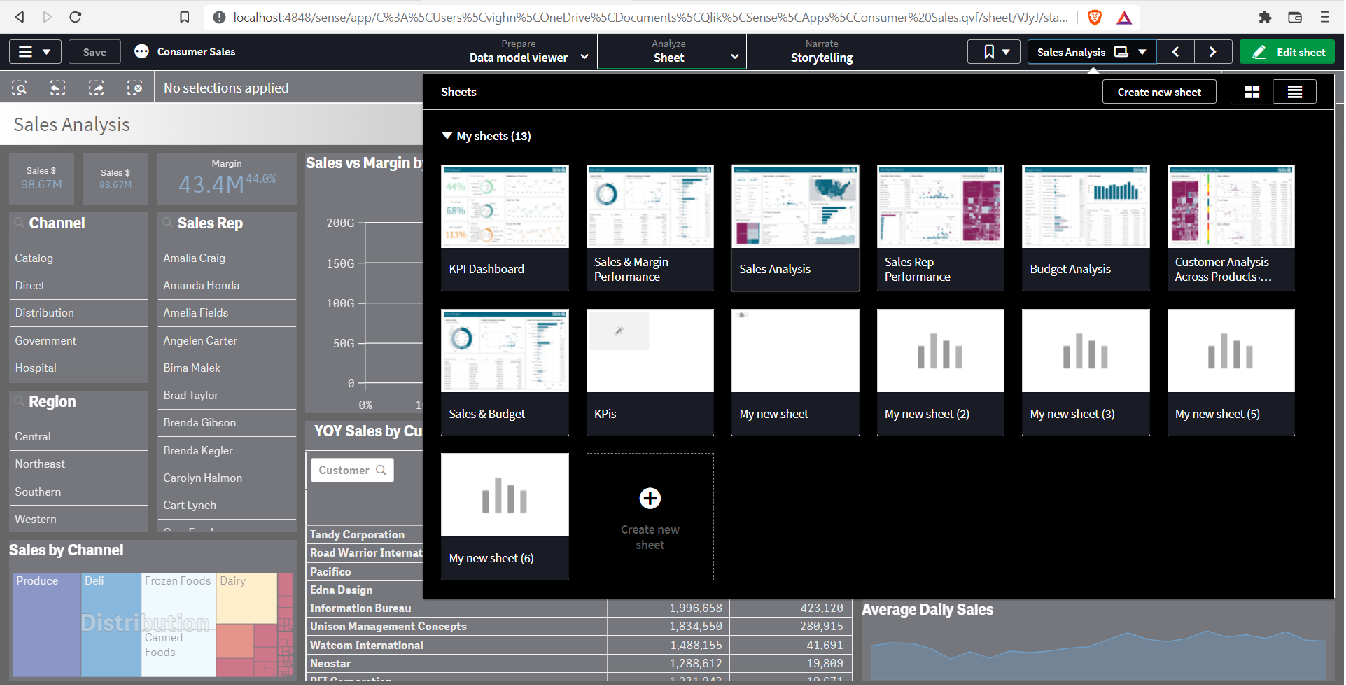 localhost:4848/sense/app/C%3A%5CUsers%5Cvighn%5COneDrive%5CDocuments%5CQlik%5CSense%5CApps%5CConsumer%20Sales.qvf/sheet/VJyJ/sta...
Save
Consumer Sales
Prepare
Data model viewer
Analyze
Sheet
Narrate
Storytelling
Sales Analysis
Edit sheet
No selections applied
Sheets
Create new sheet
Sales Analysis
My sheets (13)
Sales $
98.67M
Sales $
98.67M
Margin
43.4M 44.0%
Sales vs Margin by
200G
150G
100G
50G
0
0%
Channel
Catalog
Direct
Distribution
Government
Hospital
Sales Rep
Amalia Craig
Amanda Honda
Amelia Fields
Angelen Carter
Bima Malek
Brad Taylor
Brenda Gibson
Brenda Kegler
Carolyn Halmon
Cart Lynch
Region
Central
Northeast
Southern
Western
44%
68%
113%
KPI Dashboard
Sales & Margin
Performance
Sales Analysis
Sales Rep
Performance
Budget Analysis
Customer Analysis
Across Products ...
Sales & Budget
KPis
My new sheet
My new sheet (2)
My new sheet (3)
My new sheet (5)
My new sheet (6)
Create new
sheet
YOY Sales by Cu
Customer
Tandy Corporation
Road Warrior Internat
Pacifico
Edna Design
Information Bureau 1,996,658 423,120
Unison Management Concepts 1,834,550 280,915
Watcom International 1,488,155 41,691
Neostar 1,288,612 19,809
Sales by Channel
Produce
Deli
Frozen Foods
Dairy
Distribution
Canned
Foods
Average Daily Sales